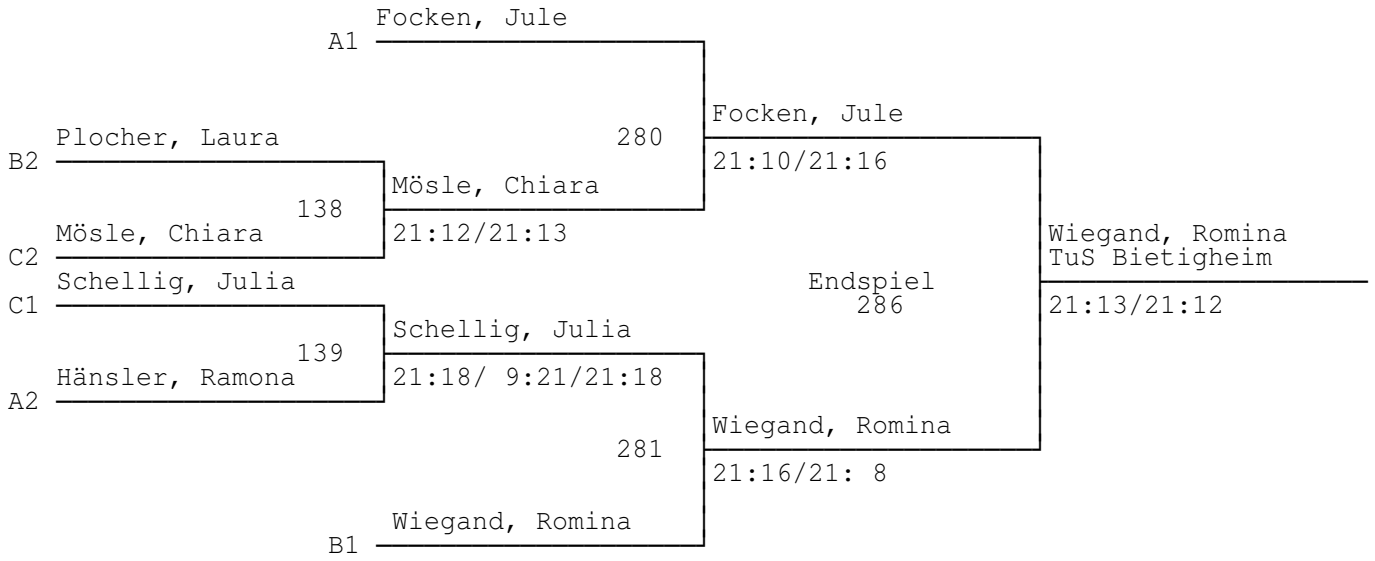 Focken, Jule
A1
Focken, Jule
Plocher, Laura
280
B2
21:10/21:16
Mösle, Chiara
138
Mösle, Chiara
21:12/21:13
Wiegand, Romina
C2
TuS Bietigheim
Schellig, Julia
Endspiel
C1
286
21:13/21:12
Schellig, Julia
139
Hänsler, Ramona
21:18/ 9:21/21:18
A2
Wiegand, Romina
281
21:16/21: 8
Wiegand, Romina
B1